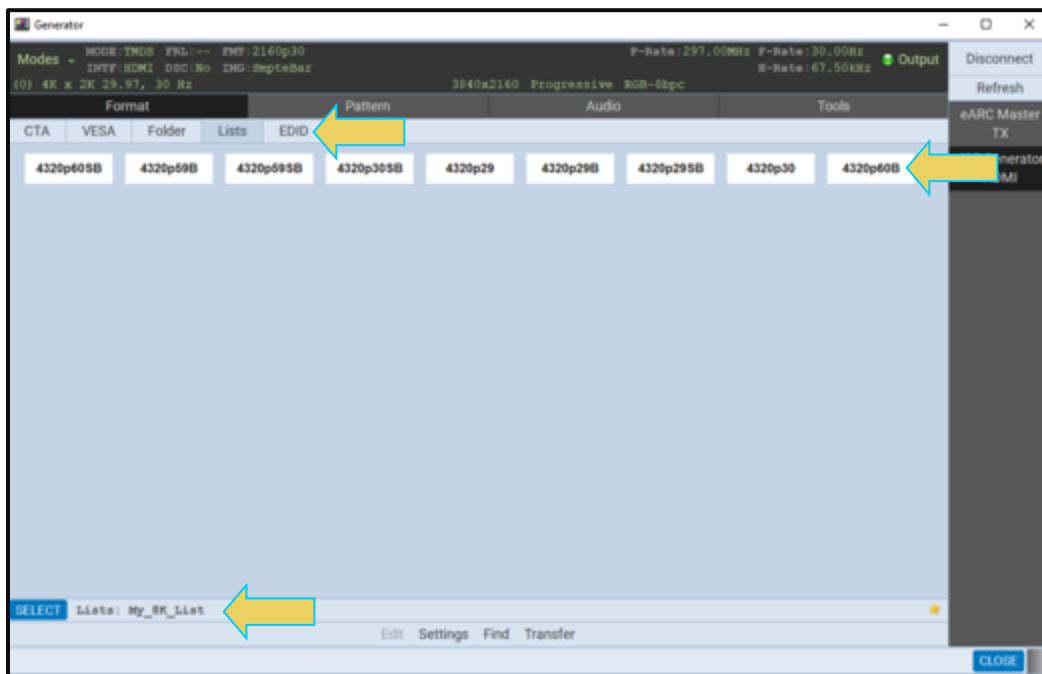 Generator
Modes MODE:TMDS FRL:-- FMT:2160p30 P-Rate:297.00MHz F-Rate:30.00Hz Output
INTF:HDMI DSC:No IMG:SmpteBar H-Rate:67.50kHz
(0) 4K x 2K 29.97, 30 Hz 3840x2160 Progressive RGB-8bpc
Disconnect
Refresh
Format Pattern Audio Tools
eARC Master
TX
CTA VESA Folder Lists EDID
4320p60SB 4320p59B 4320p59SB 4320p30SB 4320p29 4320p29B 4320p29SB 4320p30 4320p60B
SELECT Lists: My_8K_List
Edit Settings Find Transfer
CLOSE